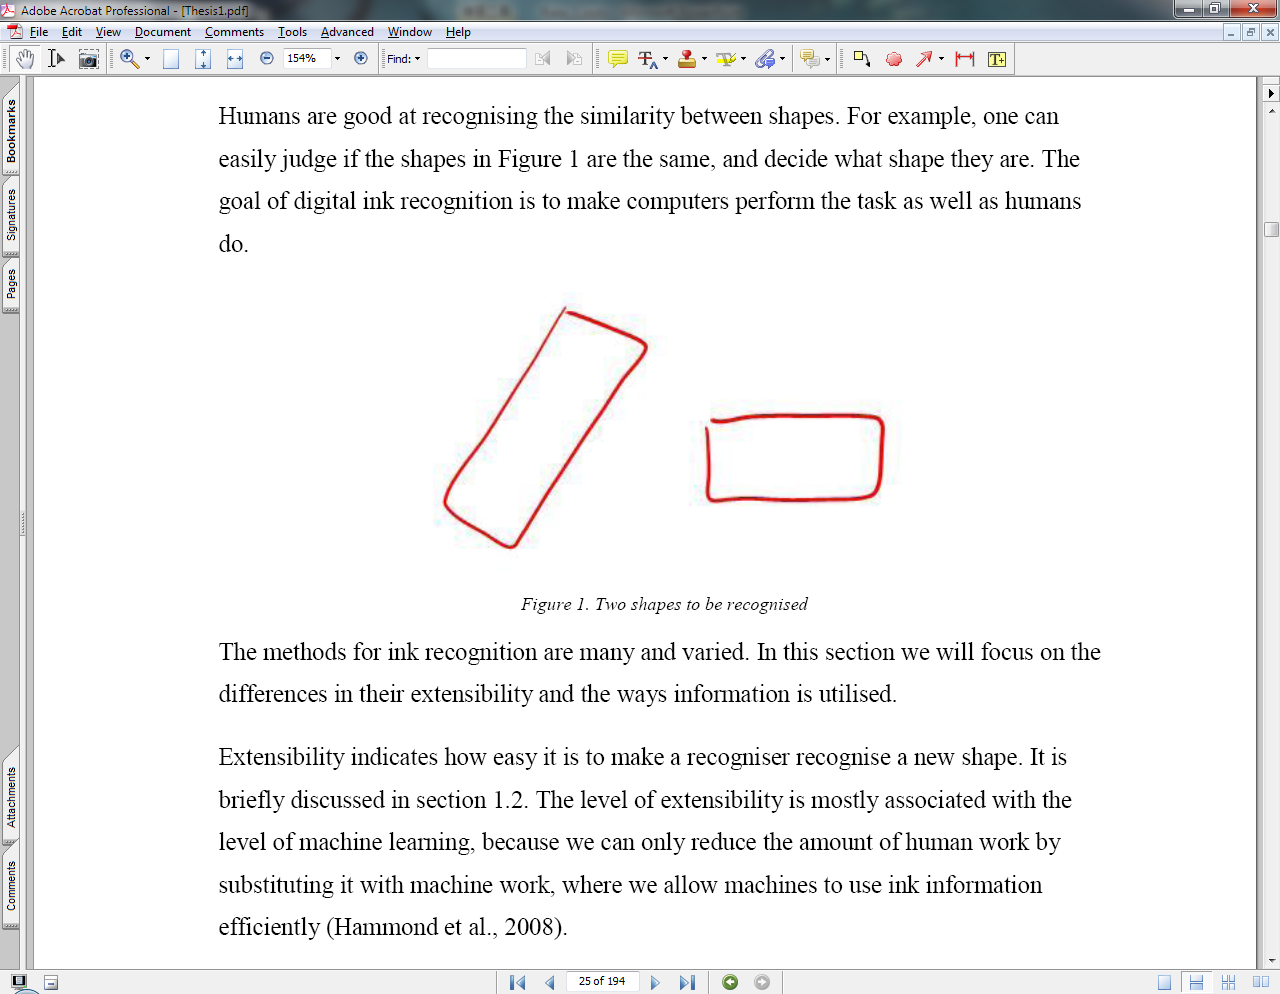 Adobe Acrobat Professional - [Thesis1.pdf]
File Edit View Document Comments Tools Advanced Window Help
154% Find:
Bookmarks
Signatures
Pages
Attachments
Comments
Humans are good at recognising the similarity between shapes. For example, one can
easily judge if the shapes in Figure 1 are the same, and decide what shape they are. The
goal of digital ink recognition is to make computers perform the task as well as humans
do.
Figure 1. Two shapes to be recognised
The methods for ink recognition are many and varied. In this section we will focus on the
differences in their extensibility and the ways information is utilised.
Extensibility indicates how easy it is to make a recogniser recognise a new shape. It is
briefly discussed in section 1.2. The level of extensibility is mostly associated with the
level of machine learning, because we can only reduce the amount of human work by
substituting it with machine work, where we allow machines to use ink information
efficiently (Hammond et al., 2008).
25 of 194